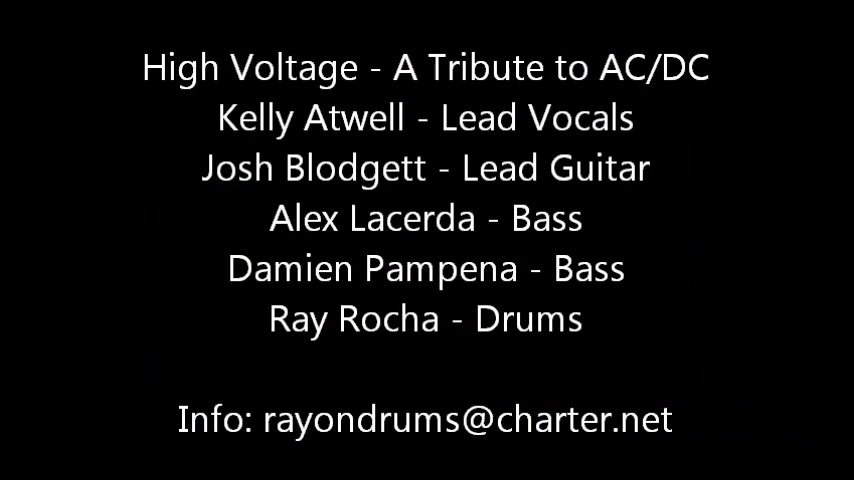 High Voltage - A Tribute to AC/DC
Kelly Atwell - Lead Vocals
Josh Blodgett - Lead Guitar
Alex Lacerda - Bass
Damien Pampena - Bass
Ray Rocha - Drums
Info: rayondrums@charter.net